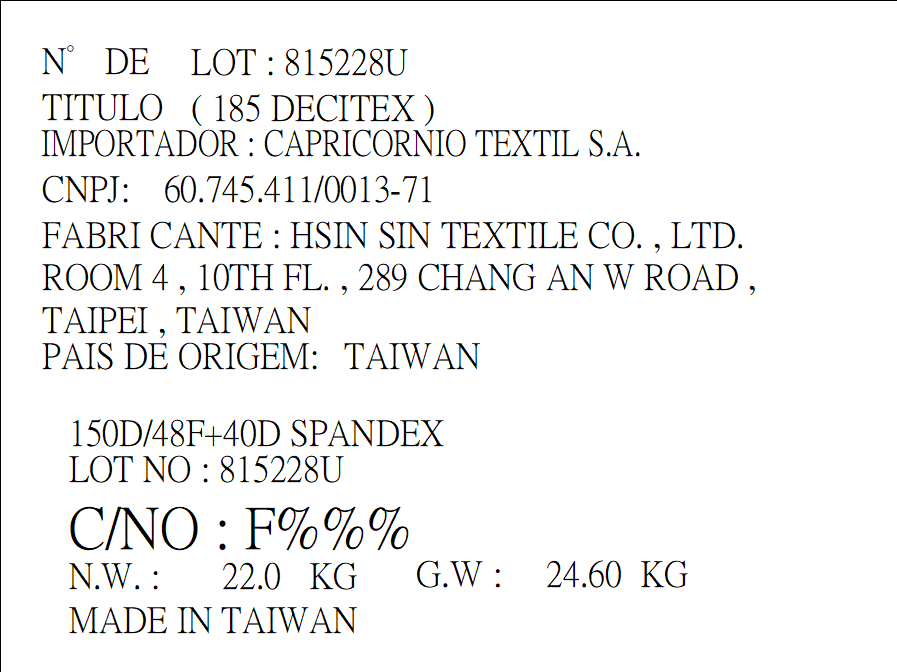 N° DE LOT : 815228U
TITULO ( 185 DECITEX )
IMPORTADOR : CAPRICORNIO TEXTIL S.A.
CNPJ: 60.745.411/0013-71
FABRI CANTE : HSIN SIN TEXTILE CO. , LTD.
ROOM 4 , 10TH FL. , 289 CHANG AN W ROAD ,
TAIPEI , TAIWAN
PAIS DE ORIGEM: TAIWAN
150D/48F+40D SPANDEX
LOT NO : 815228U
C/NO : F%%%
N.W. : 22.0 KG G.W : 24.60 KG
MADE IN TAIWAN